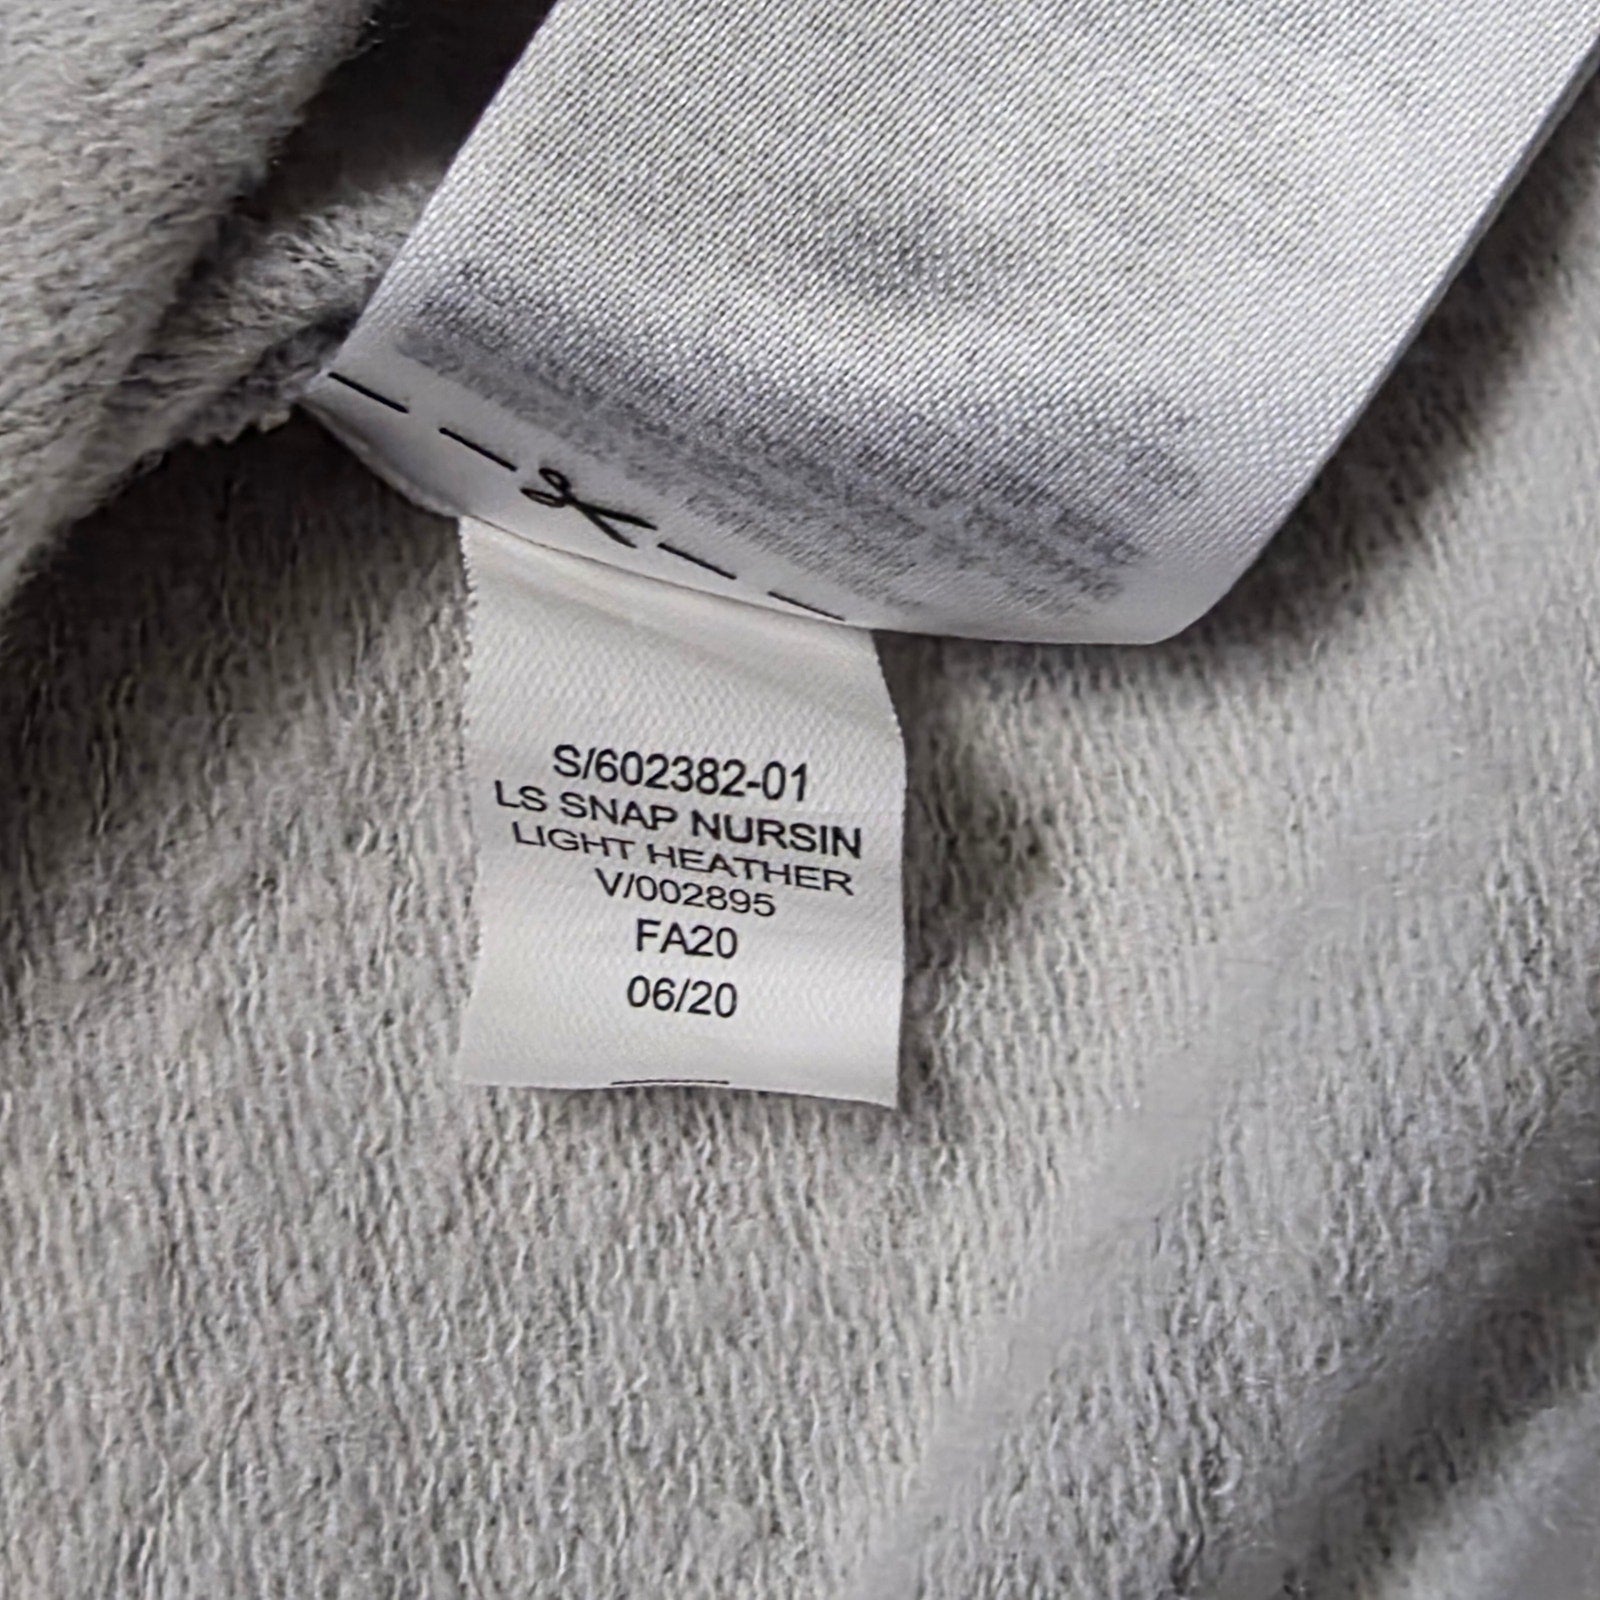 S/602382-01
LS SNAP NURSIN
LIGHT HEATHER
V/002895
FA20
06/20